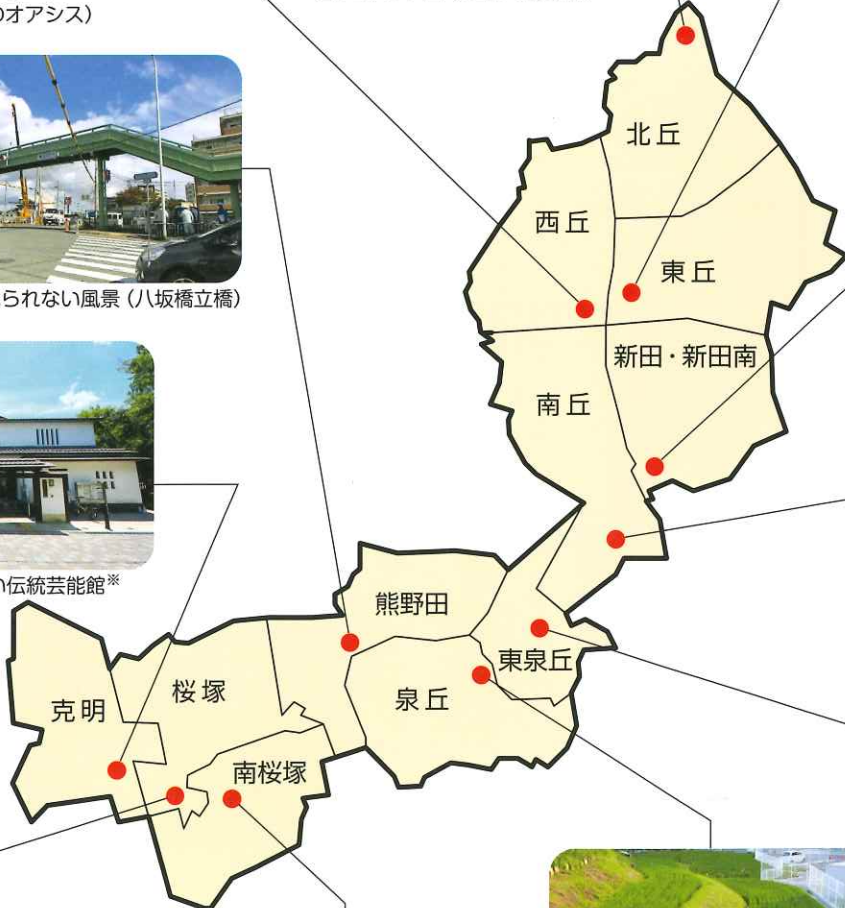 のオアシス)
られない風景 (八坂橋立橋)
い伝統芸能館※
北丘
西丘
東丘
新田・新田南
南丘
熊野田
東泉丘
泉丘
桜塚
克明
南桜塚